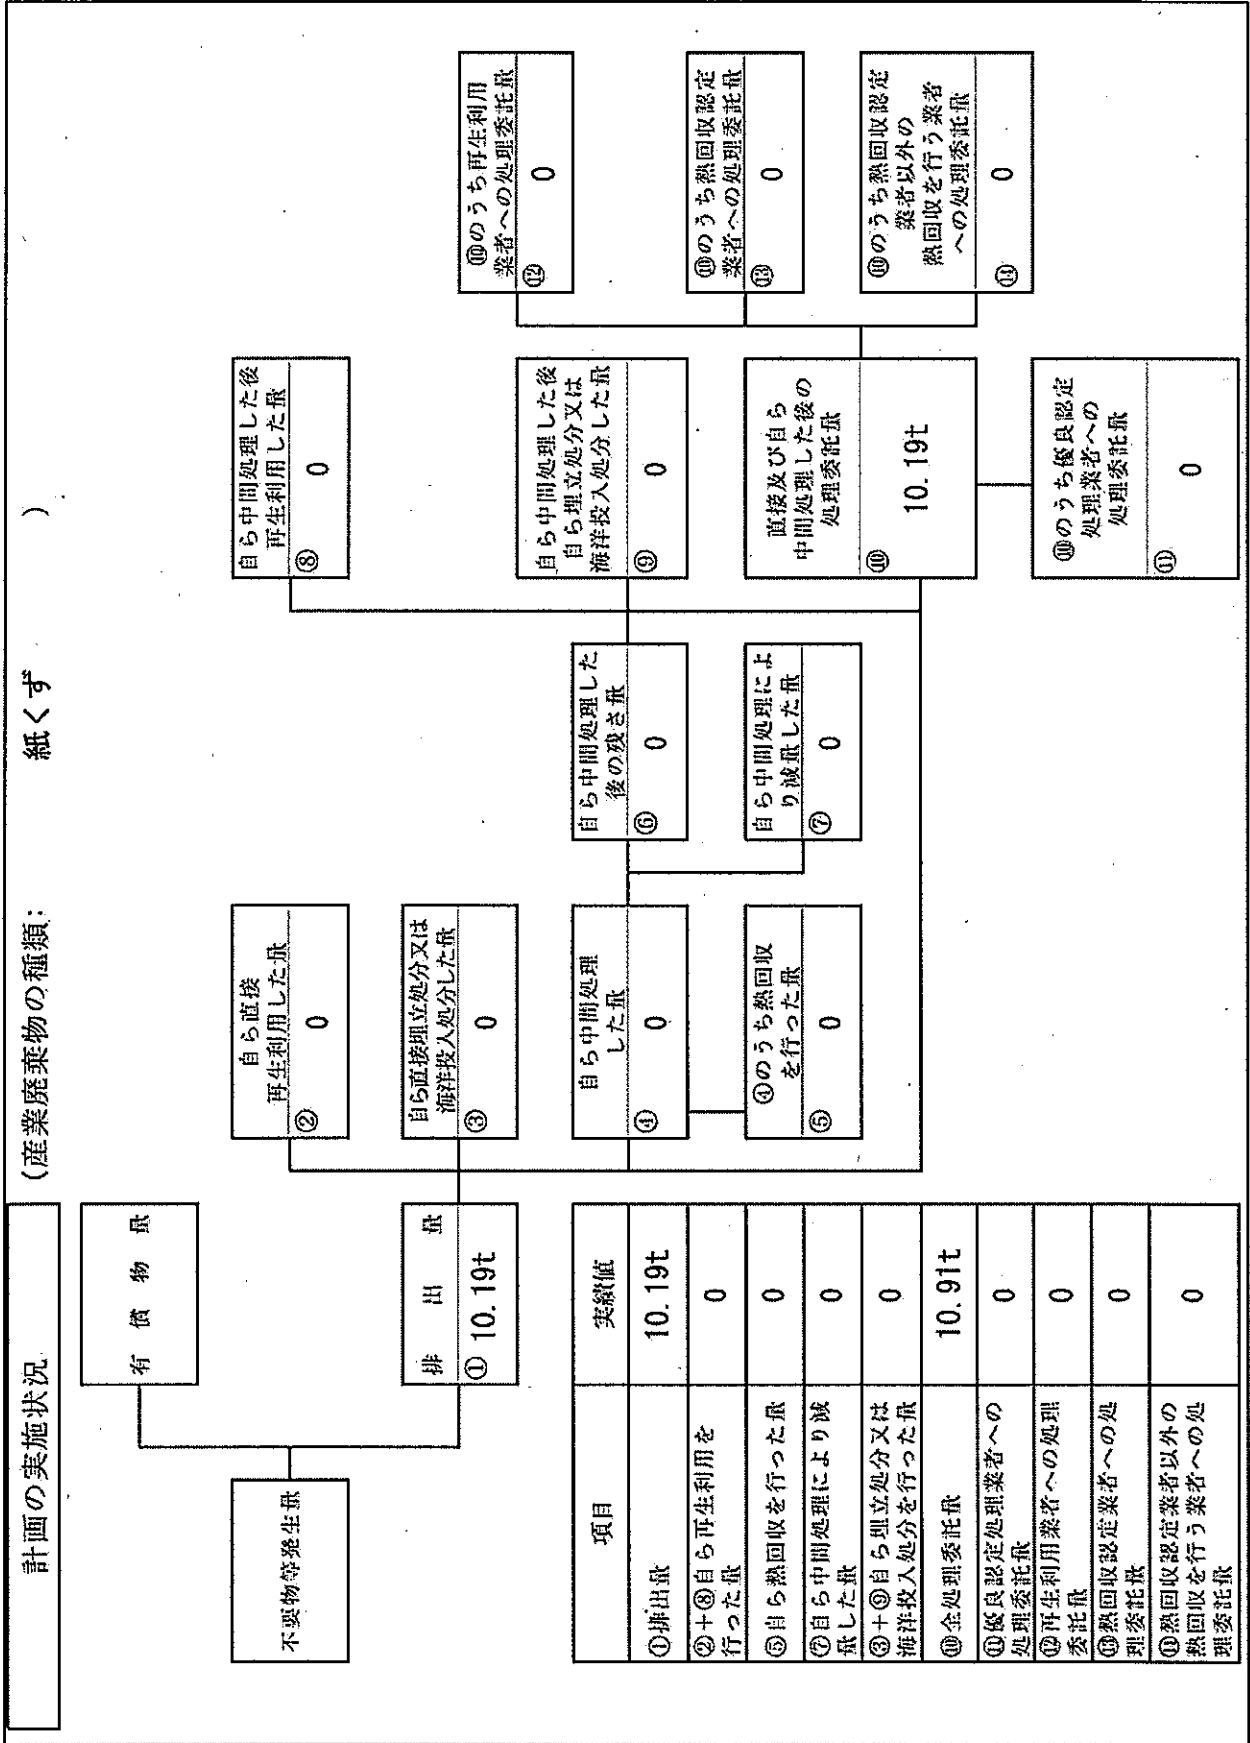 計画の実施状況
(産業廃棄物の種類:
紙くず
)
不要物等発生量
有償物量
排出量
① 10.19t
自ら直接
再生利用した量
②
0
自ら直接埋立処分又は
海洋投入処分した量
③
0
自ら中間処理
した量
④
0
④のうち熱回収
を行った量
⑤
0
自ら中間処理した
後の残さ量
⑥
0
自ら中間処理によ
り減量した量
⑦
0
自ら中間処理した後
再生利用した量
⑧
0
自ら中間処理した後
自ら埋立処分又は
海洋投入処分した量
⑨
0
直接及び自ら
中間処理した後の
処理委託量
⑩
10.19t
⑩のうち優良認定
処理業者への
処理委託量
⑪
0
⑩のうち再生利用
業者への処理委託量
⑫
0
⑩のうち熱回収認定
業者への処理委託量
⑬
0
⑩のうち熱回収認定
業者以外の
熱回収を行う業者
への処理委託量
⑭
0
項目
実績値
①排出量
10.19t
②+⑧自ら再生利用を
行った量
0
⑤自ら熱回収を行った量
0
⑦自ら中間処理により減
量した量
0
③+⑨自ら埋立処分又は
海洋投入処分を行った量
0
⑩全処理委託量
10.91t
⑪優良認定処理業者への
処理委託量
0
⑫再生利用業者への処理
委託量
0
⑬熱回収認定業者への処
理委託量
0
⑭熱回収認定業者以外の
熱回収を行う業者への処
理委託量
0